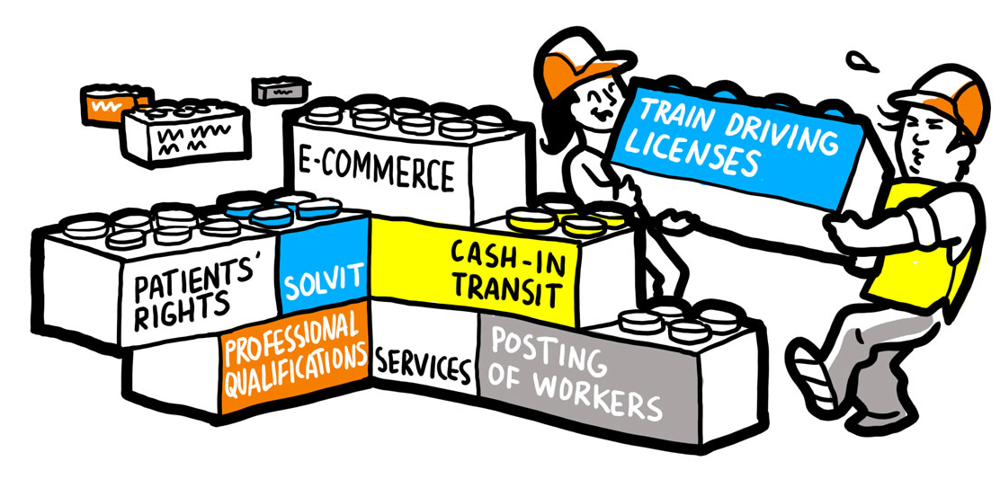 E-COMMERCE
TRAIN DRIVING
LICENSES
PATIENTS'
RIGHTS
SOLVIT
CASH-IN
TRANSIT
PROFESSIONAL
QUALIFICATIONS
SERVICES
POSTING
OF WORKERS